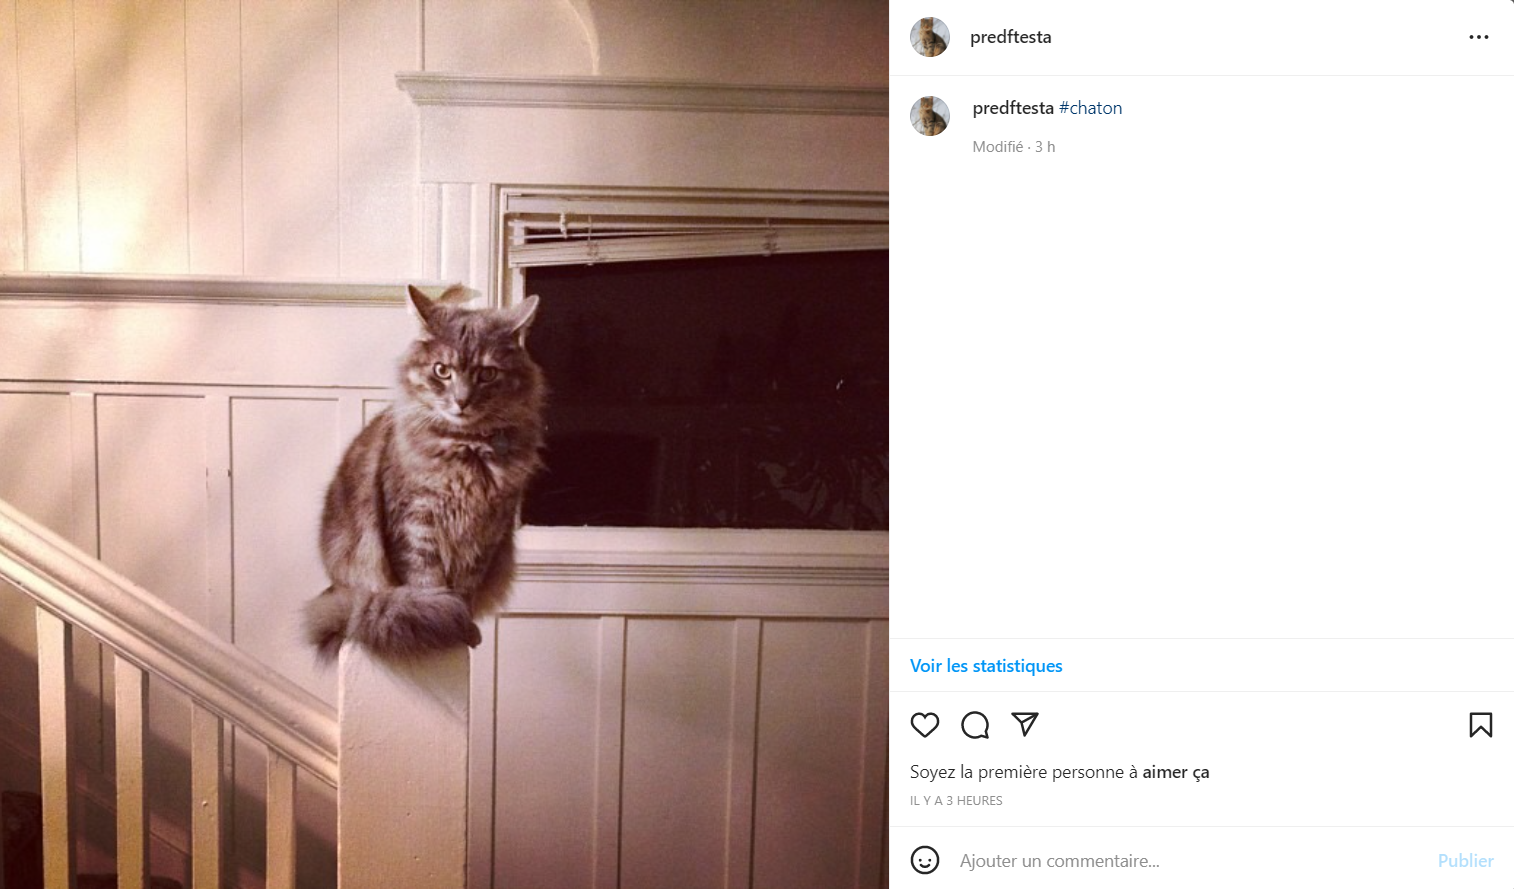 predftesta
predftesta #chaton
Modifié · 3 h
Voir les statistiques
Soyez la première personne à aimer ça
IL Y A 3 HEURES
Ajouter un commentaire... Publier